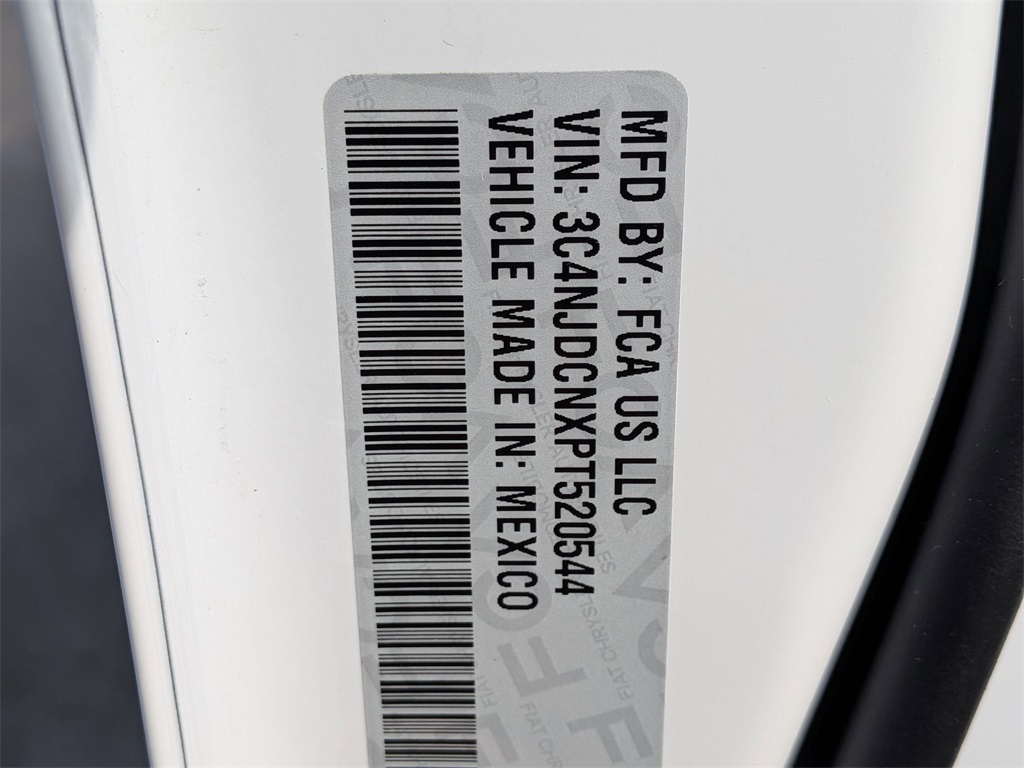 MFD BY: FCA US LLC
VIN: 3C4NJDCNXPT520544
VEHICLE MADE IN: MEXICO